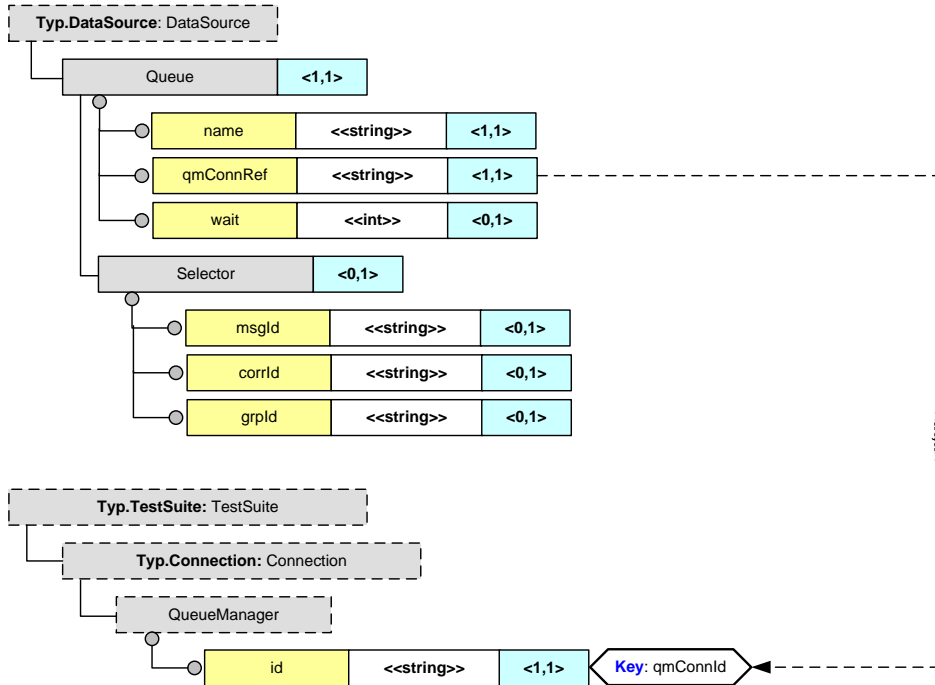 Typ.DataSource: DataSource
Queue <1,1>
name <<string>> <1,1>
qmConnRef <<string>> <1,1>
wait <<int>> <0,1>
Selector <0,1>
msgId <<string>> <0,1>
corrId <<string>> <0,1>
grpId <<string>> <0,1>
Typ.TestSuite: TestSuite
Typ.Connection: Connection
QueueManager
id <<string>> <1,1> Key: qmConnId